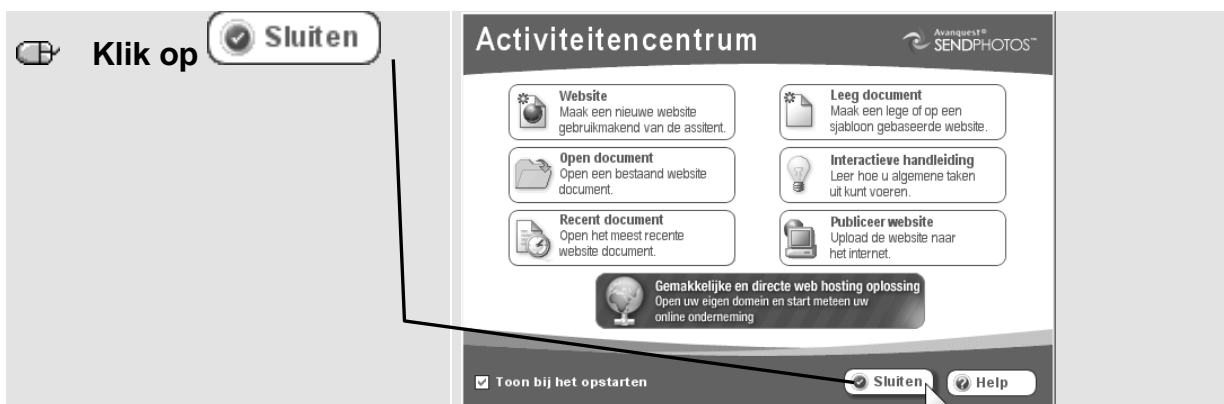 Klik op Sluiten
Activiteitencentrum
Avanquest®
SENDPHOTOS™
Website
Maak een nieuwe website
gebruikmakend van de assitent.
Leeg document
Maak een lege of op een
sjabloon gebaseerde website.
Open document
Open een bestaand website
document.
Interactieve handleiding
Leer hoe u algemene taken
uit kunt voeren.
Recent document
Open het meest recente
website document.
Publiceer website
Upload de website naar
het internet.
Gemakkelijke en directe web hosting oplossing
Open uw eigen domein en start meteen uw
online onderneming
Toon bij het opstarten
Sluiten
Help